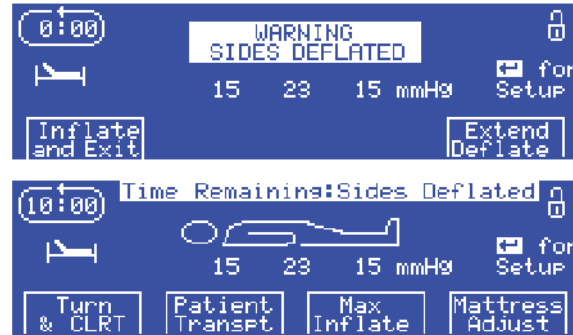 0:00
WARNING
SIDES DEFLATED
15 23 15 mmHg
for
Setup
Inflate
and Exit
Extend
Deflate
Time Remaining:Sides Deflated
10:00
for
15 23 15 mmHg
Setup
Turn
& CLRT
Patient
Transpt
Max
Inflate
Mattress
Adjust